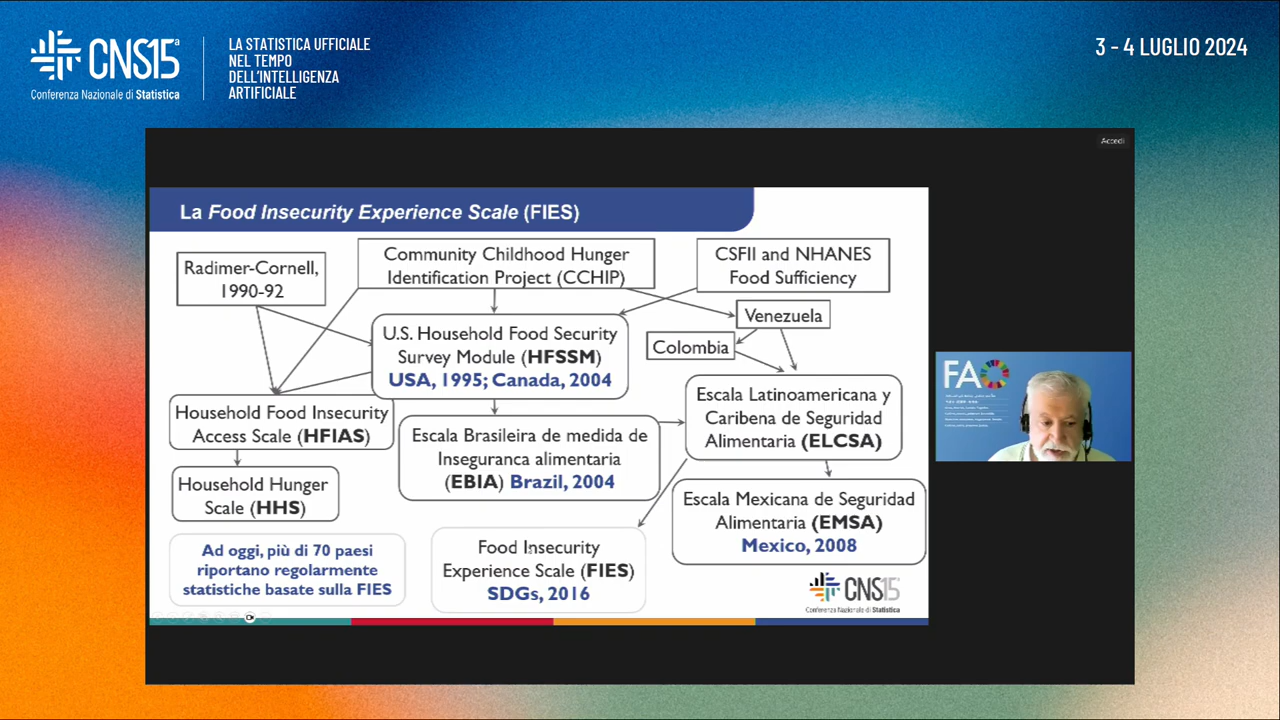 CNS15ª
Conferenza Nazionale di Statistica
LA STATISTICA UFFICIALE
NEL TEMPO
DELL'INTELLIGENZA
ARTIFICIALE
3 - 4 LUGLIO 2024
Accedi
La Food Insecurity Experience Scale (FIES)
Radimer-Cornell,
1990-92
Community Childhood Hunger
Identification Project (CCHIP)
CSFII and NHANES
Food Sufficiency
Venezuela
Colombia
U.S. Household Food Security
Survey Module (HFSSM)
USA, 1995; Canada, 2004
Household Food Insecurity
Access Scale (HFIAS)
Escala Brasileira de medida de
Inseguranca alimentaria
(EBIA) Brazil, 2004
Escala Latinoamericana y
Caribena de Seguridad
Alimentaria (ELCSA)
Household Hunger
Scale (HHS)
Escala Mexicana de Seguridad
Alimentaria (EMSA)
Mexico, 2008
Ad oggi, più di 70 paesi
riportano regolarmente
statistiche basate sulla FIES
Food Insecurity
Experience Scale (FIES)
SDGs, 2016
CNS15ª
Conferenza Nazionale di Statistica
FAO